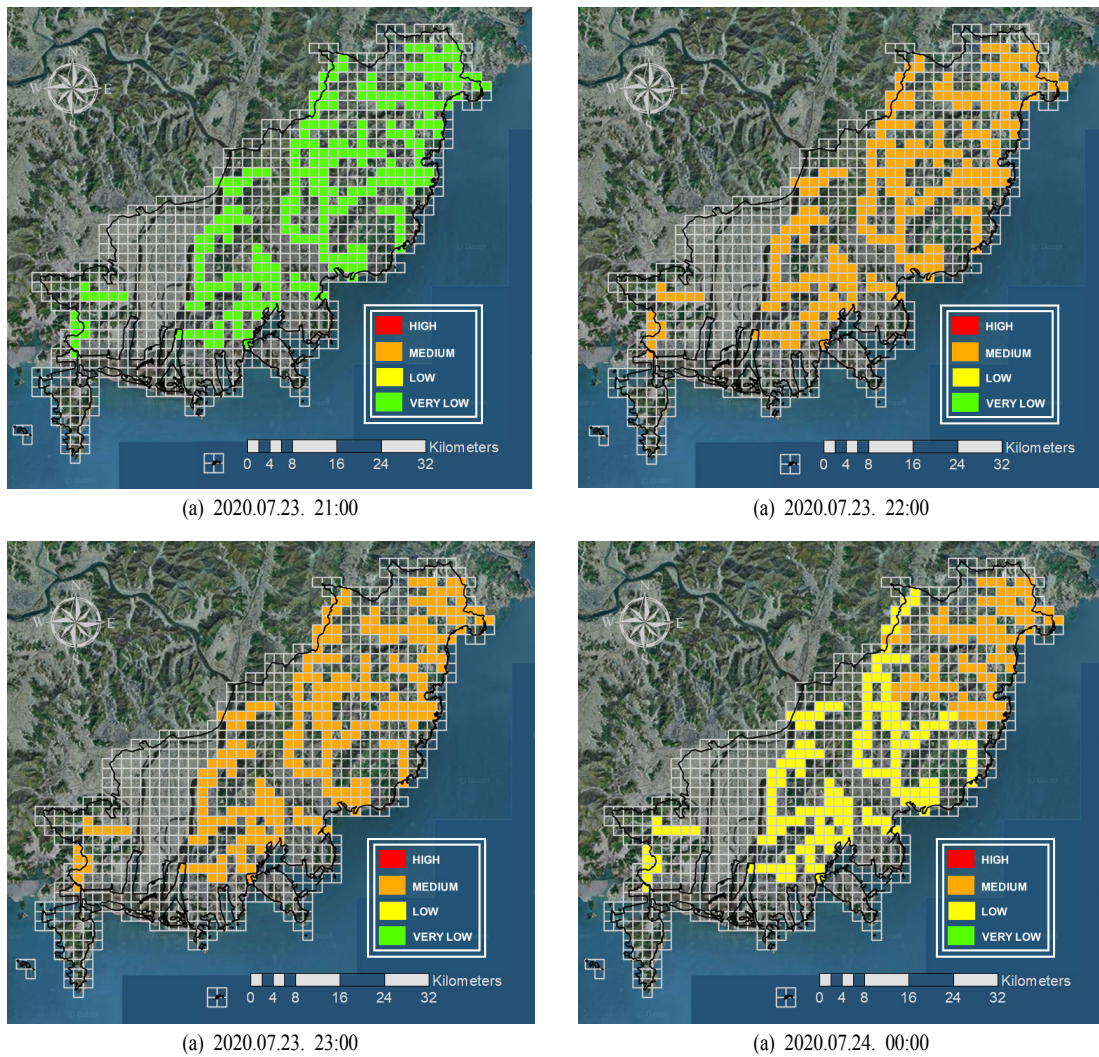 N
W
E
HIGH
MEDIUM
LOW
VERY LOW
Kilometers
0 4 8 16 24 32
(a) 2020.07.23. 21:00
N
W
E
HIGH
MEDIUM
LOW
VERY LOW
Kilometers
0 4 8 16 24 32
(a) 2020.07.23. 22:00
N
W
E
HIGH
MEDIUM
LOW
VERY LOW
Kilometers
0 4 8 16 24 32
(a) 2020.07.23. 23:00
N
W
E
HIGH
MEDIUM
LOW
VERY LOW
Kilometers
0 4 8 16 24 32
(a) 2020.07.24. 00:00